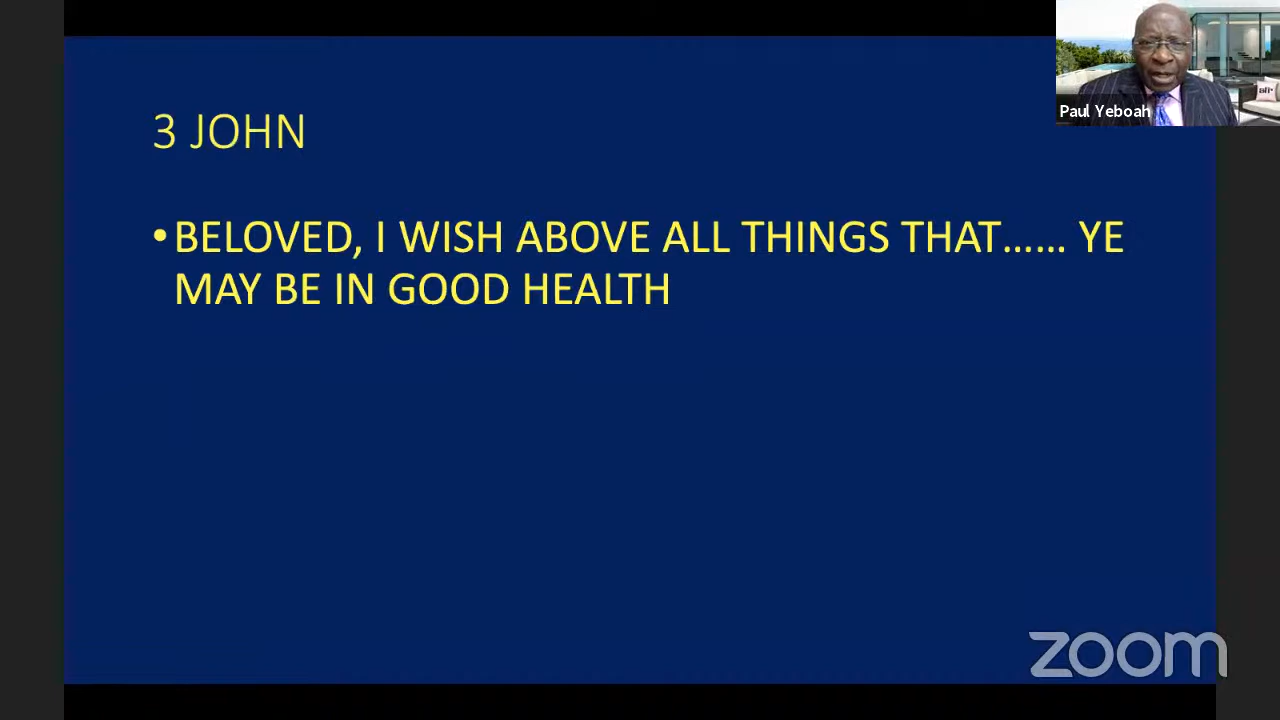 3 JOHN
• BELOVED, I WISH ABOVE ALL THINGS THAT...... YE
MAY BE IN GOOD HEALTH
Paul Yeboah
zoom